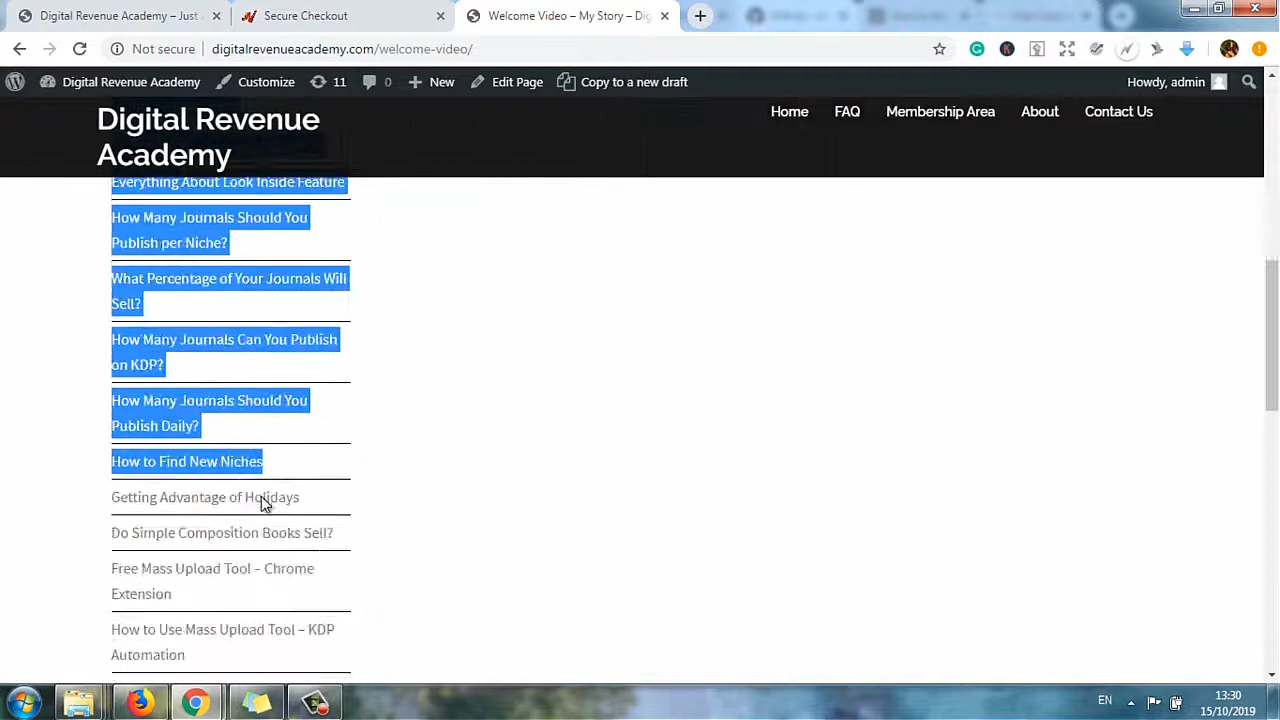 Digital Revenue Academy – Just a
Secure Checkout
Welcome Video – My Story – Dig
Not secure
digitalrevenueacademy.com/welcome-video/
Digital Revenue Academy
Customize
11
0
New
Edit Page
Copy to a new draft
Howdy, admin
Digital Revenue
Academy
Home
FAQ
Membership Area
About
Contact Us
Everything About Look Inside Feature
How Many Journals Should You
Publish per Niche?
What Percentage of Your Journals Will
Sell?
How Many Journals Can You Publish
on KDP?
How Many Journals Should You
Publish Daily?
How to Find New Niches
Getting Advantage of Holidays
Do Simple Composition Books Sell?
Free Mass Upload Tool – Chrome
Extension
How to Use Mass Upload Tool – KDP
Automation
EN
13:30
15/10/2019